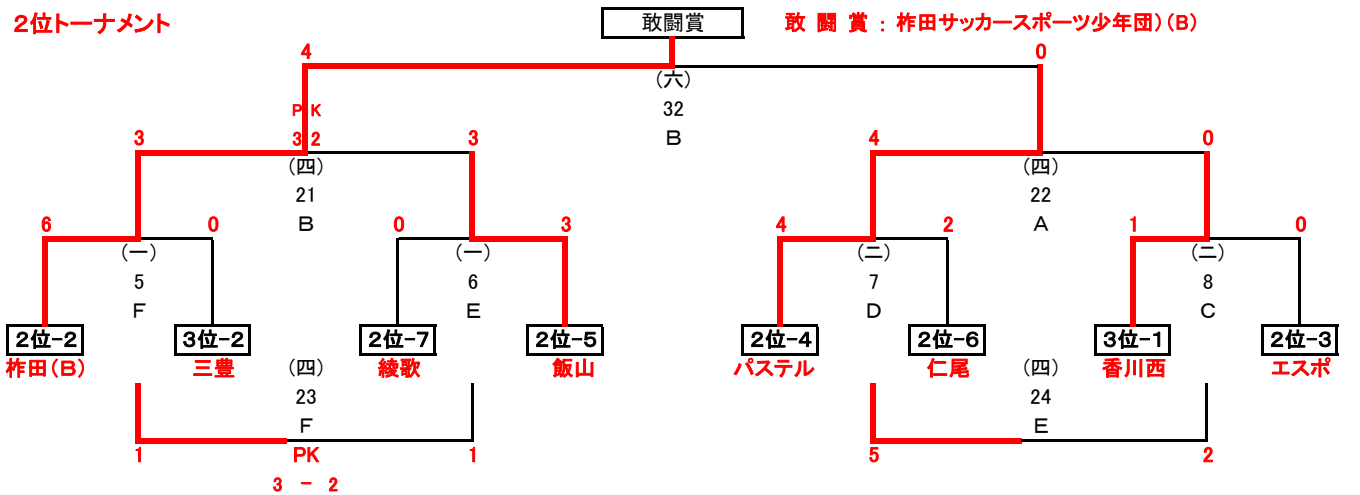 ２位トーナメント
敢闘賞
敢 闘 賞 ： 柞田サッカースポーツ少年団）（B）
4
0
（六）
32
B
P K
3 2
3
3
4
0
（四）
21
B
（四）
22
A
6
0
0
3
4
2
1
0
（一）
5
F
（一）
6
E
（二）
7
D
（二）
8
C
２位−２
３位−２
２位−７
２位−５
２位−４
２位−６
３位−１
２位−３
柞田（B）
三豊
綾歌
飯山
パステル
仁尾
香川西
エスポ
（四）
23
F
（四）
24
E
1
PK
1
5
2
3 − 2